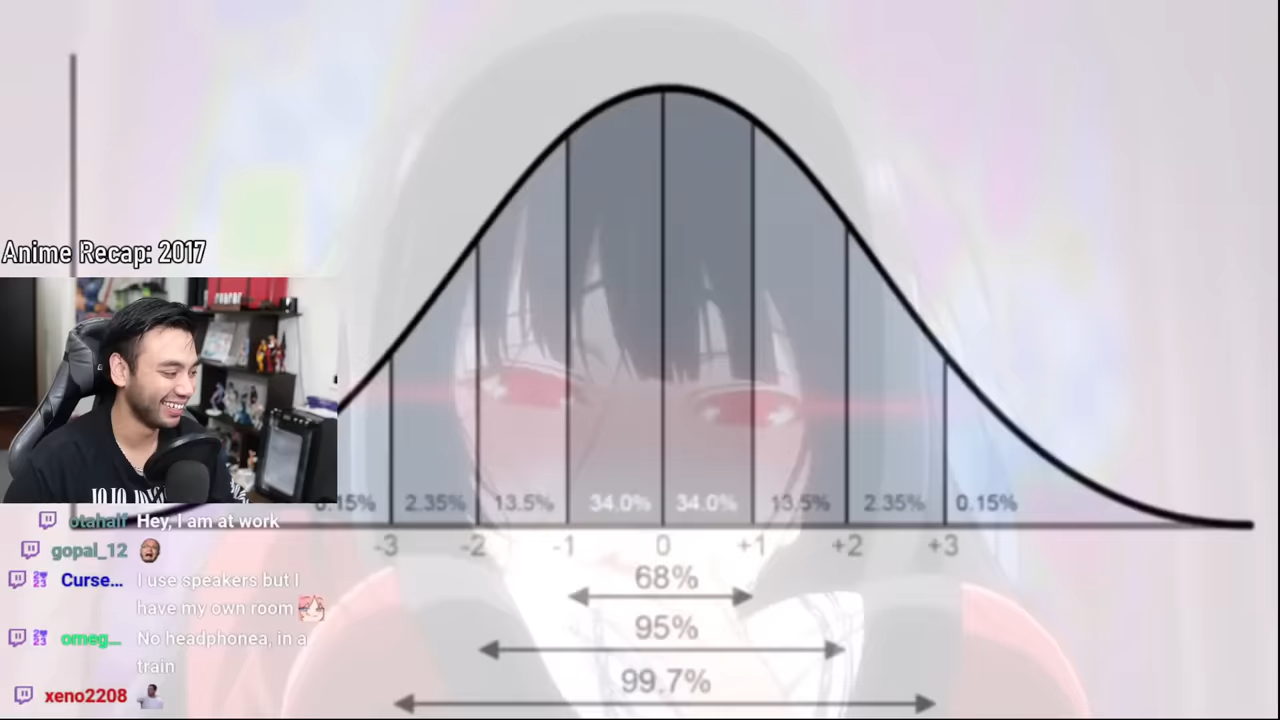 Anime Recap: 2017
0.15% 2.35% 13.5% 34.0% 34.0% 13.5% 2.35% 0.15%
-3 -2 -1 0 +1 +2 +3
68%
95%
99.7%
otahalf Hey, I am at work
gopal_12
Curse... I use speakers but I
have my own room
omeg... No headphonea, in a
train
xeno2208